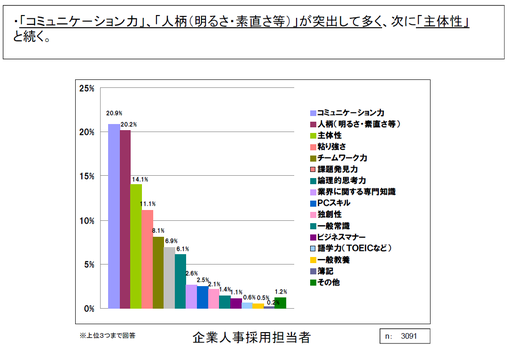 ・「コミュニケーション力」、「人柄（明るさ・素直さ等）」が突出して多く、次に「主体性」
と続く。
25%
20%
15%
10%
5%
0%
20.9%
20.2%
14.1%
11.1%
8.1%
6.9%
6.1%
2.6%
2.5%
2.1%
1.4%
1.1%
0.6%
0.5%
0.2%
1.2%
コミュニケーション力
人柄（明るさ・素直さ等）
主体性
粘り強さ
チームワーク力
課題発見力
論理的思考力
業界に関する専門知識
PCスキル
独創性
一般常識
ビジネスマナー
語学力（TOEICなど）
一般教養
簿記
その他
※上位3つまで回答
企業人事採用担当者
n: 3091